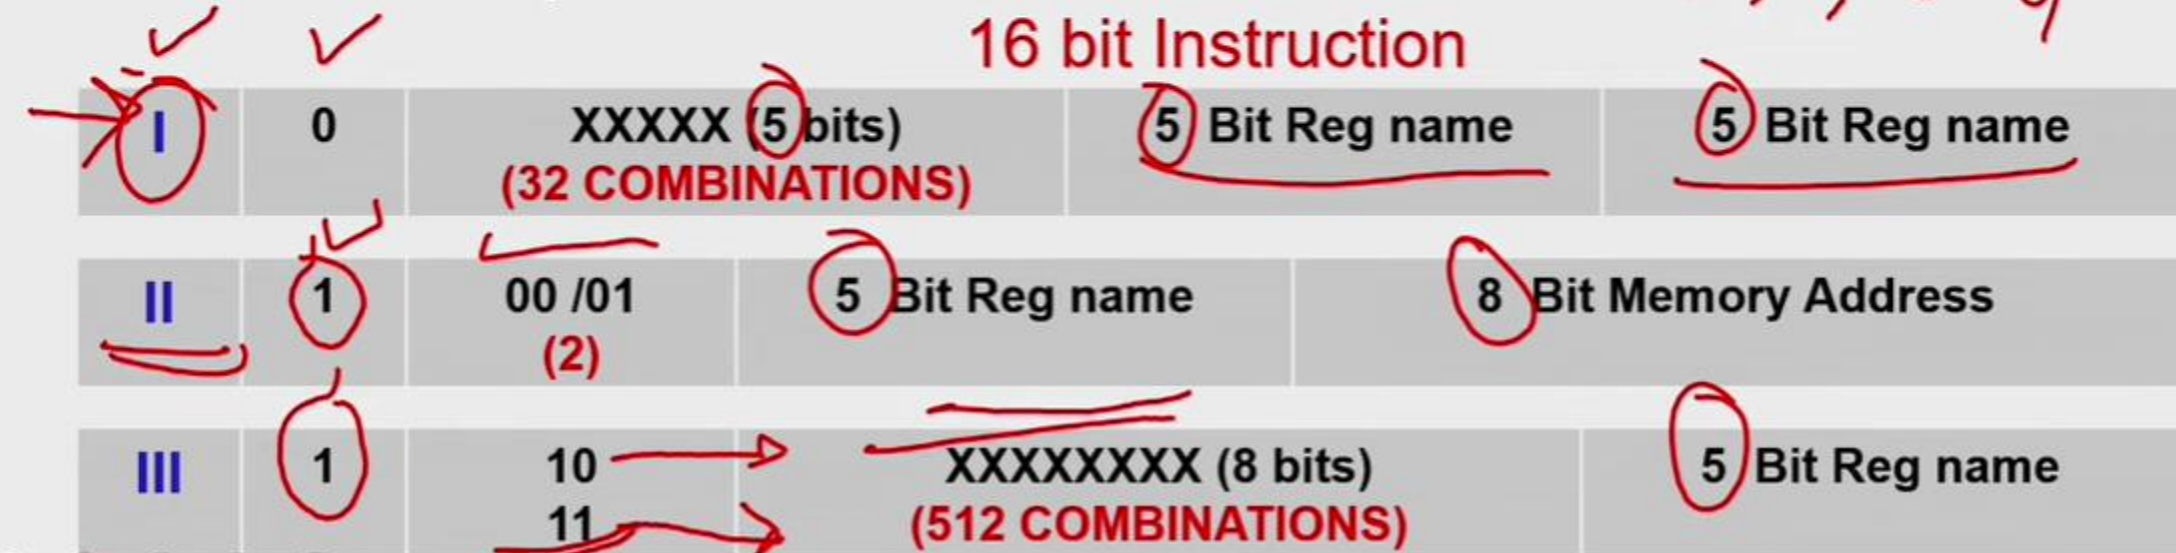 16 bit Instruction
I 0 XXXXX (5 bits) 5 Bit Reg name 5 Bit Reg name
(32 COMBINATIONS)
II 1 00 /01 5 Bit Reg name 8 Bit Memory Address
(2)
III 1 10 XXXXXXXX (8 bits) 5 Bit Reg name
11 (512 COMBINATIONS)